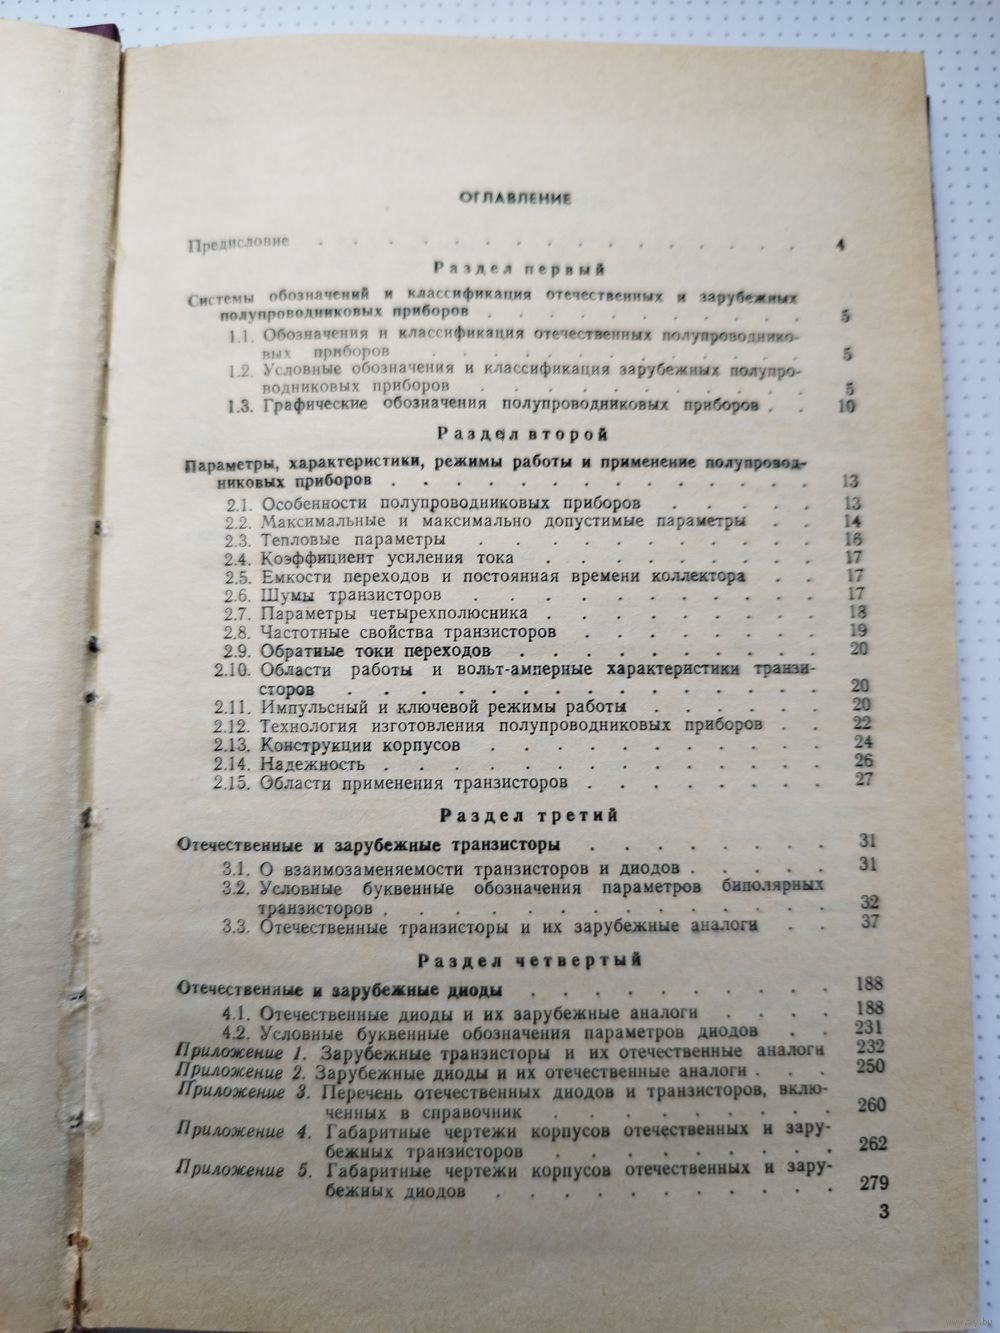 ОГЛАВЛЕНИЕ
Предисловие . . . . . . . . . . . . . . . 4
Раздел первый
Системы обозначений и классификация отечественных и зарубежных
полупроводниковых приборов . . . . . . . . . . . 5
1.1. Обозначения и классификация отечественных полупроводнико-
вых приборов . . . . . . . . . . . . . 5
1.2. Условные обозначения и классификация зарубежных полупро-
водниковых приборов . . . . . . . . . . . 5
1.3. Графические обозначения полупроводниковых приборов . . 10
Раздел второй
Параметры, характеристики, режимы работы и применение полупровод-
никовых приборов . . . . . . . . . . . . . . 13
2.1. Особенности полупроводниковых приборов . . . . . 13
2.2. Максимальные и максимально допустимые параметры . . 14
2.3. Тепловые параметры . . . . . . . . . . . 16
2.4. Коэффициент усиления тока . . . . . . . . . 17
2.5. Емкости переходов и постоянная времени коллектора . . 17
2.6. Шумы транзисторов . . . . . . . . . . . 17
2.7. Параметры четырехполюсника . . . . . . . . . 18
2.8. Частотные свойства транзисторов . . . . . . . 19
2.9. Обратные токи переходов . . . . . . . . . . 20
2.10. Области работы и вольт-амперные характеристики транзи-
сторов . . . . . . . . . . . . . . . 20
2.11. Импульсный и ключевой режимы работы . . . . . . 20
2.12. Технология изготовления полупроводниковых приборов . . 22
2.13. Конструкции корпусов . . . . . . . . . . . 24
2.14. Надежность . . . . . . . . . . . . . . 26
2.15. Области применения транзисторов . . . . . . . 27
Раздел третий
Отечественные и зарубежные транзисторы . . . . . . . . 31
3.1. О взаимозаменяемости транзисторов и диодов . . . . . 31
3.2. Условные буквенные обозначения параметров биполярных
транзисторов . . . . . . . . . . . . . . 32
3.3. Отечественные транзисторы и их зарубежные аналоги . . 37
Раздел четвертый
Отечественные и зарубежные диоды . . . . . . . . . . 188
4.1. Отечественные диоды и их зарубежные аналоги . . . . 188
4.2. Условные буквенные обозначения параметров диодов . . 231
Приложение 1. Зарубежные транзисторы и их отечественные аналоги 232
Приложение 2. Зарубежные диоды и их отечественные аналоги . . . 250
Приложение 3. Перечень отечественных диодов и транзисторов, вклю-
ченных в справочник . . . . . . . . . . 260
Приложение 4. Габаритные чертежи корпусов отечественных и зару-
бежных транзисторов . . . . . . . . . . 262
Приложение 5. Габаритные чертежи корпусов отечественных и зару-
бежных диодов . . . . . . . . . . . . 279
3